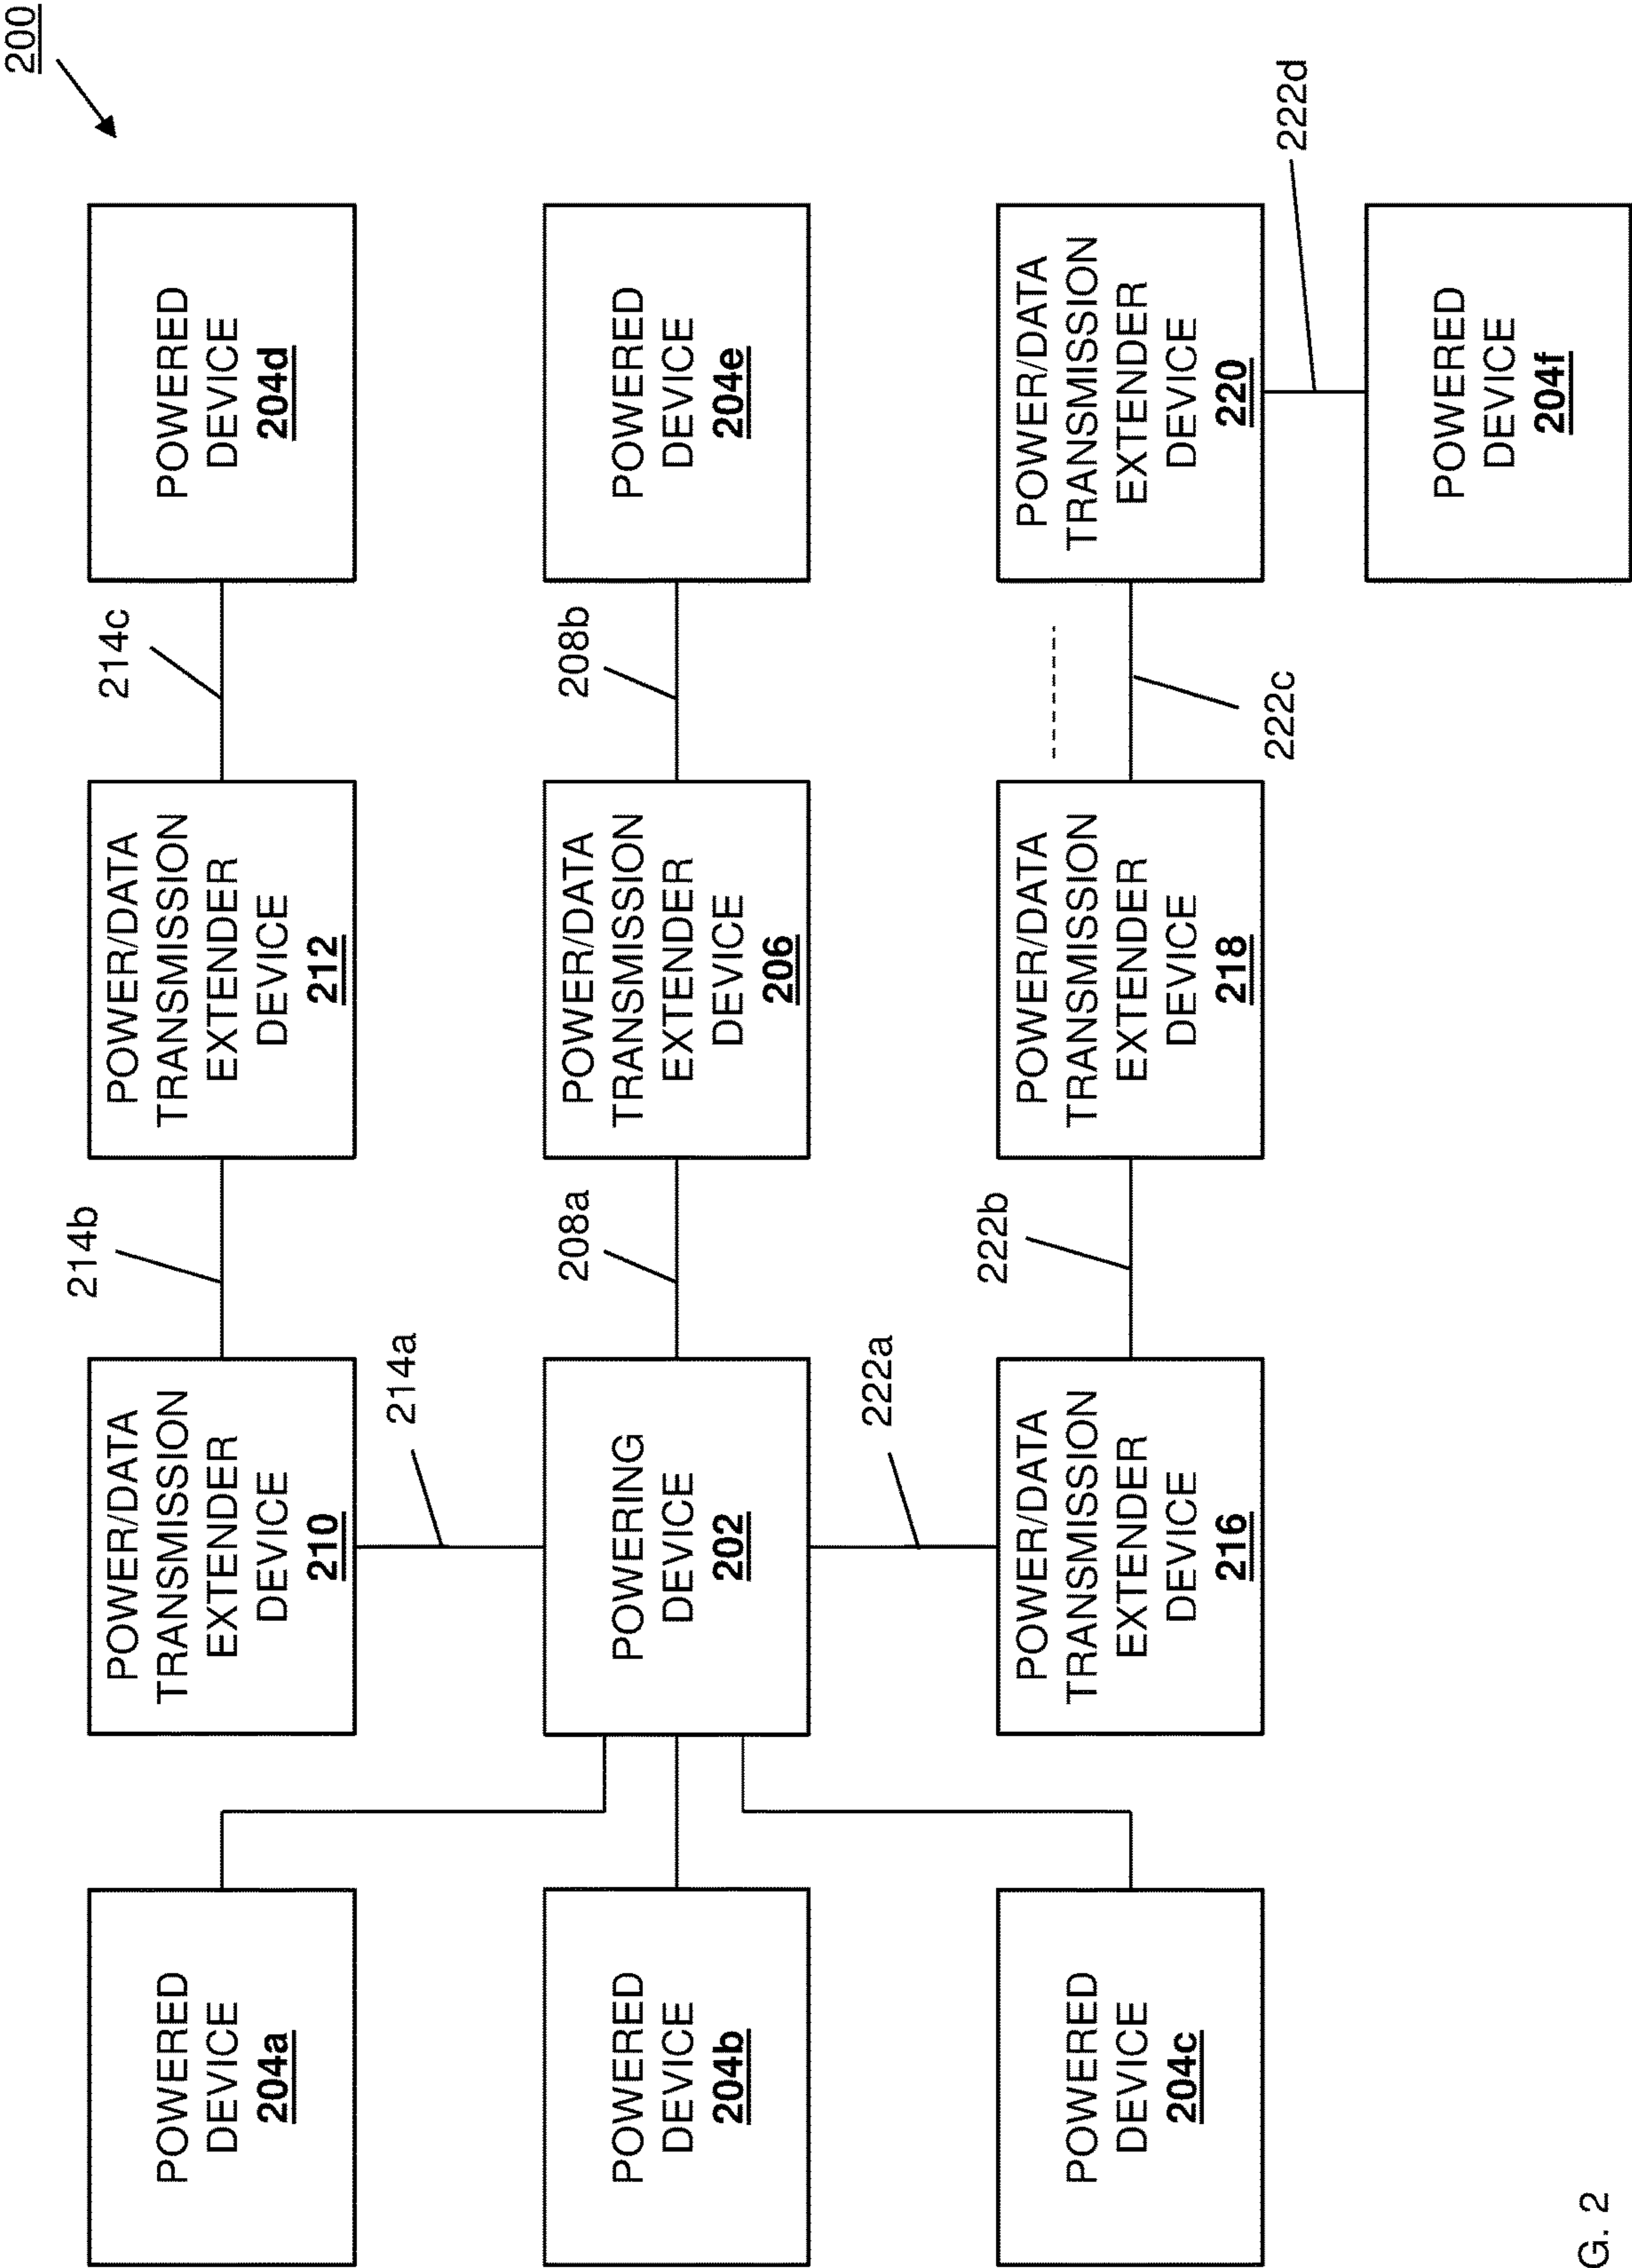 200
POWERED
DEVICE
204a
POWER/DATA
TRANSMISSION
EXTENDER
DEVICE
210
214b
POWER/DATA
TRANSMISSION
EXTENDER
DEVICE
212
214c
POWERED
DEVICE
204d
214a
POWERED
DEVICE
204b
POWERING
DEVICE
202
208a
POWER/DATA
TRANSMISSION
EXTENDER
DEVICE
206
208b
POWERED
DEVICE
204e
222a
POWERED
DEVICE
204c
POWER/DATA
TRANSMISSION
EXTENDER
DEVICE
216
222b
POWER/DATA
TRANSMISSION
EXTENDER
DEVICE
218
222c
POWER/DATA
TRANSMISSION
EXTENDER
DEVICE
220
222d
POWERED
DEVICE
204f
G. 2